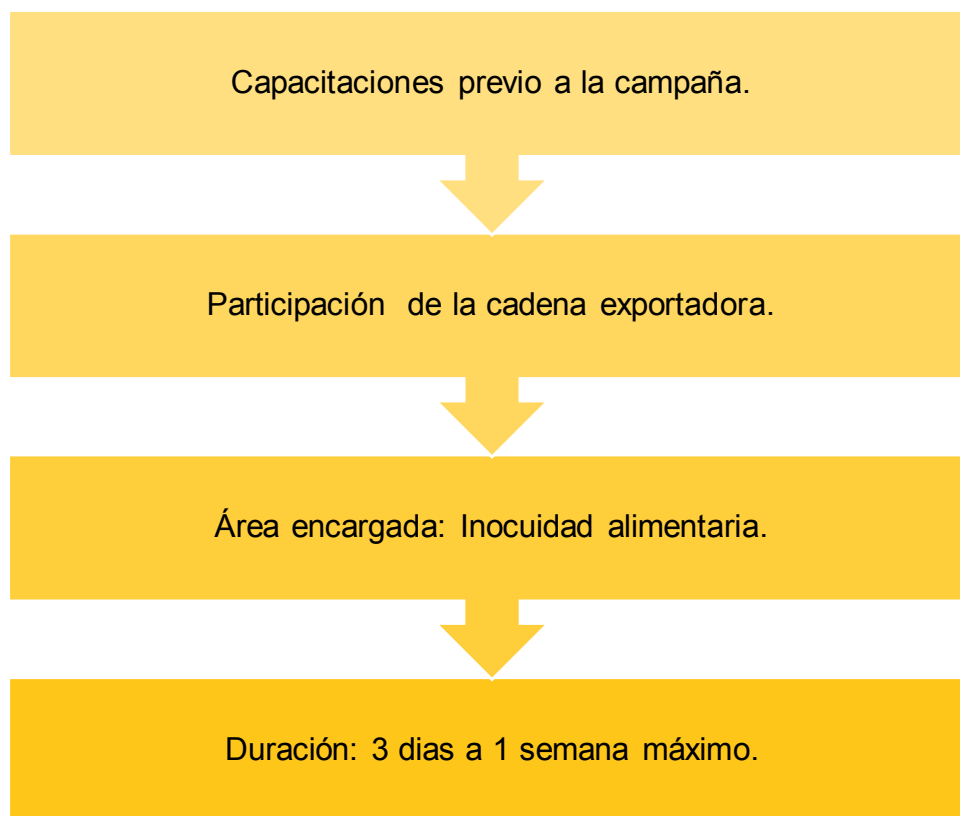 Capacitaciones previo a la campaña.
Participación de la cadena exportadora.
Área encargada: Inocuidad alimentaria.
Duración: 3 dias a 1 semana máximo.